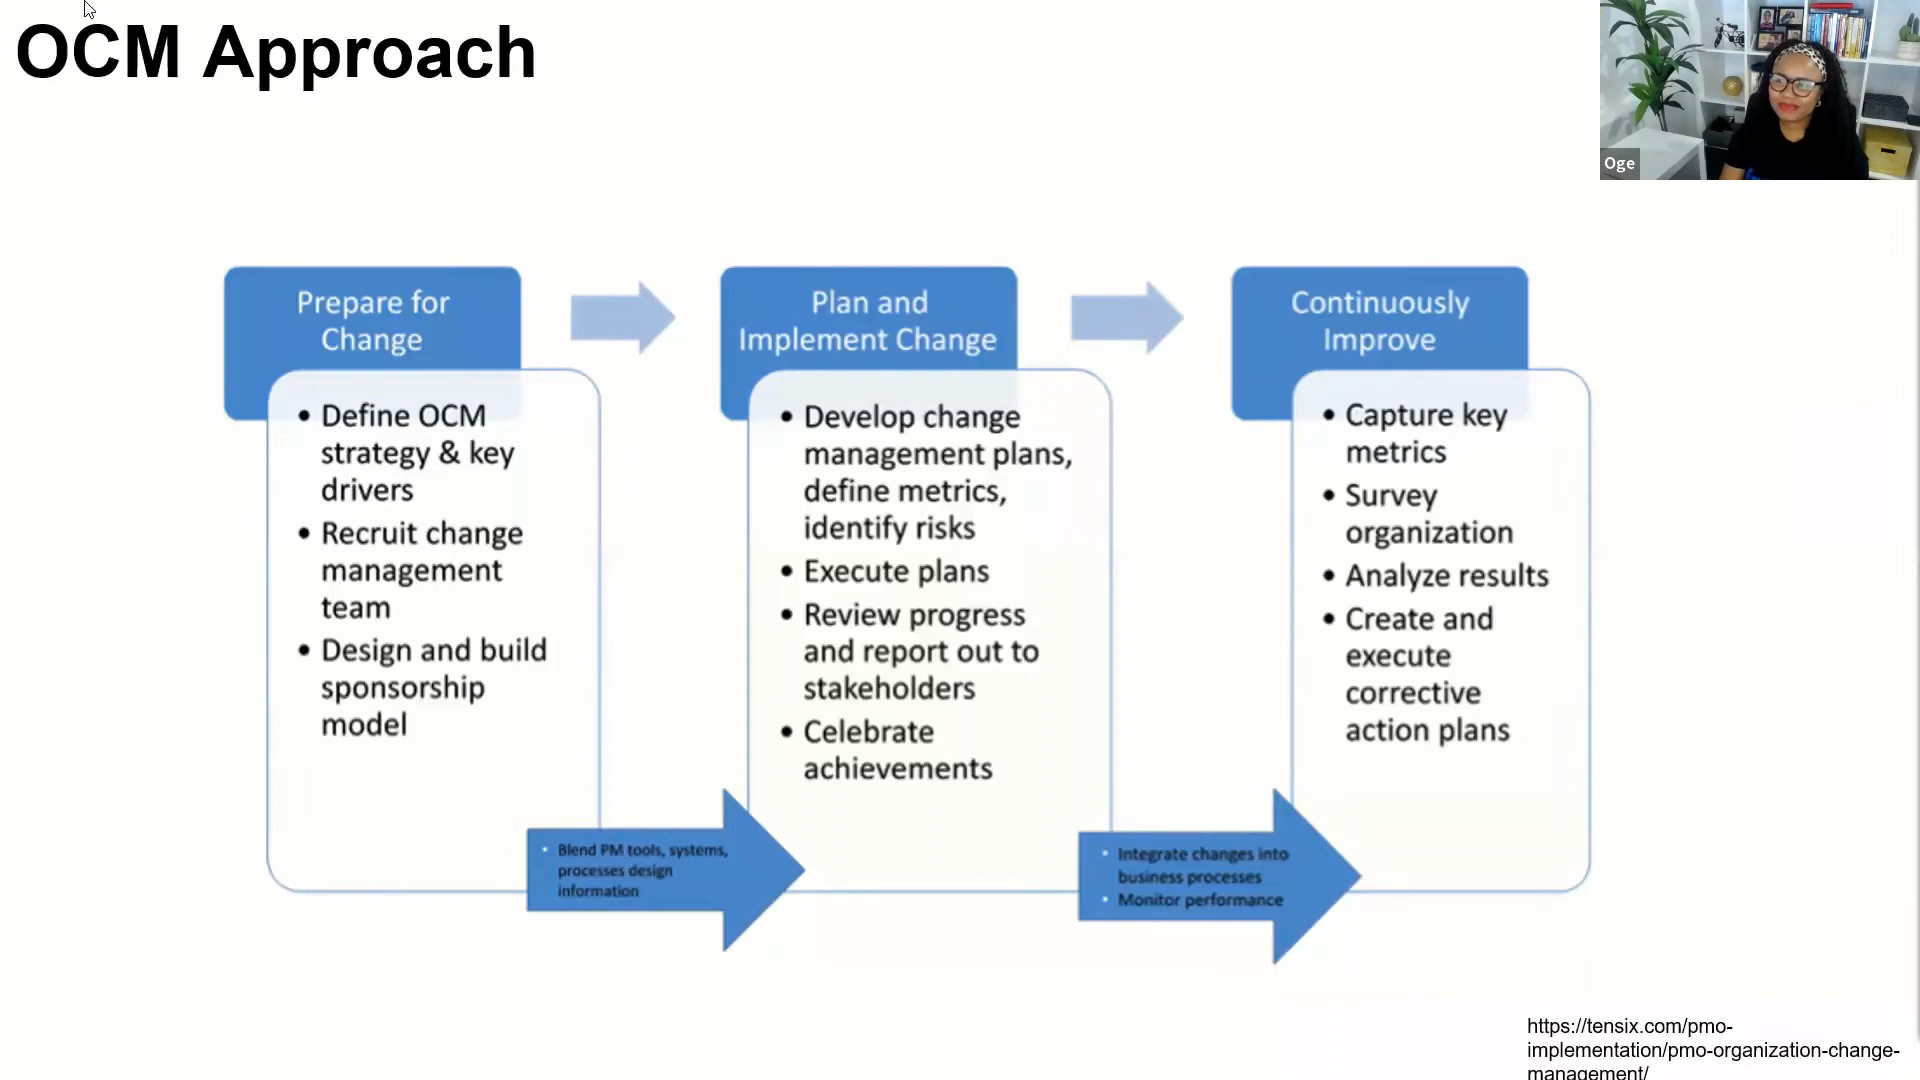 OCM Approach
Oge
Prepare for
Change
Define OCM
strategy & key
drivers
• Recruit change
management
team
• Design and build
sponsorship
model
• Blend PM tools, systems,
processes design
information
Plan and
Implement Change
• Develop change
management plans,
define metrics,
identify risks
• Execute plans
• Review progress
and report out to
stakeholders
• Celebrate
achievements
• Integrate changes into
business processes
• Monitor performance
Continuously
Improve
• Capture key
metrics
• Survey
organization
• Analyze results
• Create and
execute
corrective
action plans
https://tensix.com/pmo-
implementation/pmo-organization-change-
management/